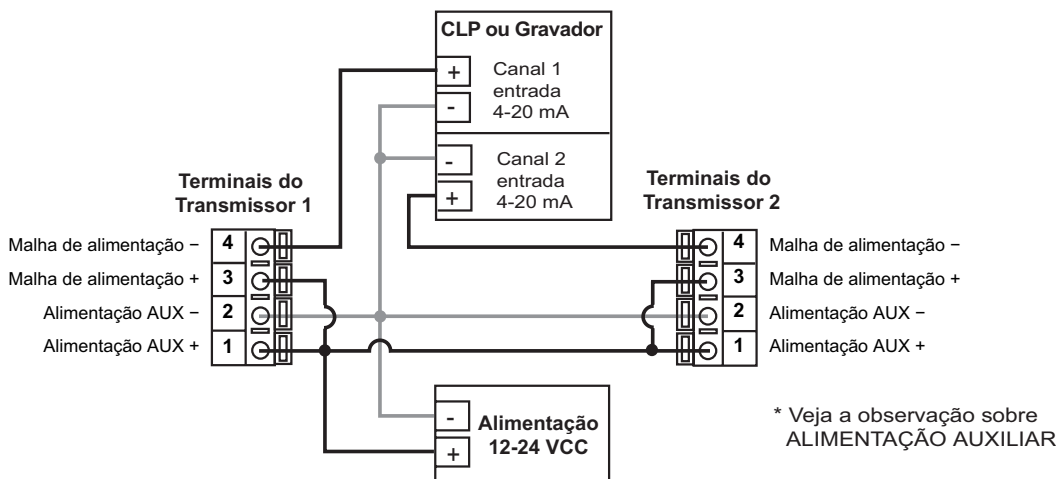 CLP ou Gravador
+
Canal 1
entrada
4-20 mA
-
-
Canal 2
entrada
4-20 mA
+
Terminais do
Transmissor 1
Malha de alimentação − 4
Malha de alimentação + 3
Alimentação AUX − 2
Alimentação AUX + 1
Terminais do
Transmissor 2
4 Malha de alimentação −
3 Malha de alimentação +
2 Alimentação AUX −
1 Alimentação AUX +
-
+
Alimentação
12-24 VCC
* Veja a observação sobre
ALIMENTAÇÃO AUXILIAR